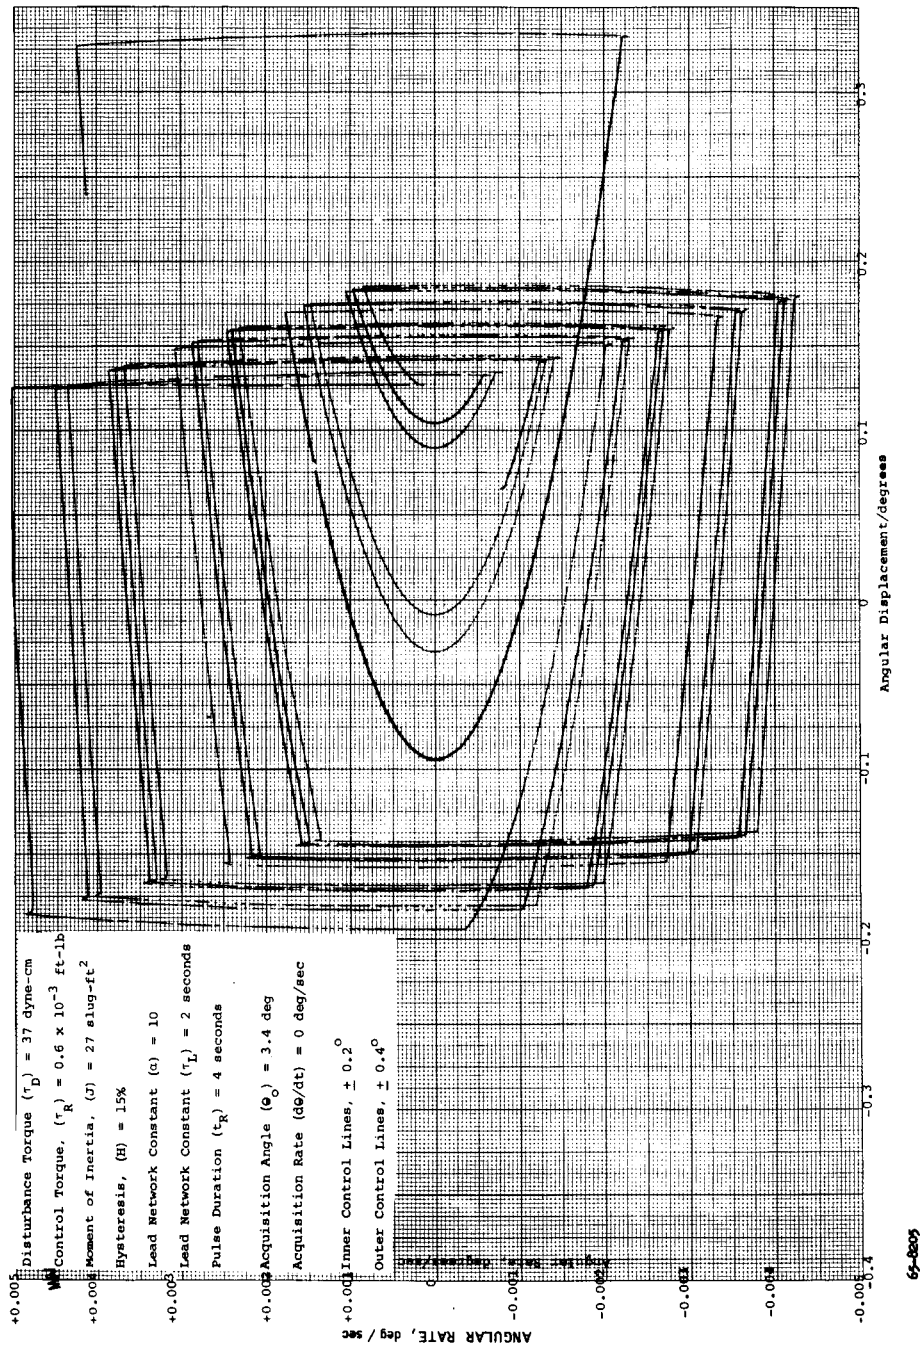 Disturbance Torque (τD) = 37 dyne-cm
Control Torque, (τR) = 0.6 x 10⁻³ ft-lb
Moment of Inertia, (J) = 27 slug-ft²
Hysteresis, (H) = 15%
Lead Network Constant (α) = 10
Lead Network Constant (τL) = 2 seconds
Pulse Duration (tR) = 4 seconds
Acquisition Angle (θo) = 3.4 deg
Acquisition Rate (dθ/dt) = 0 deg/sec
Inner Control Lines, ± 0.2°
Outer Control Lines, ± 0.4°
+0.005
+0.004
+0.003
+0.002
+0.001
0
-0.001
-0.002
-0.003
-0.004
-0.005
ANGULAR RATE, deg / sec
-0.4
-0.3
-0.2
-0.1
0
0.1
0.2
0.3
Angular Displacement/degrees
65-8205